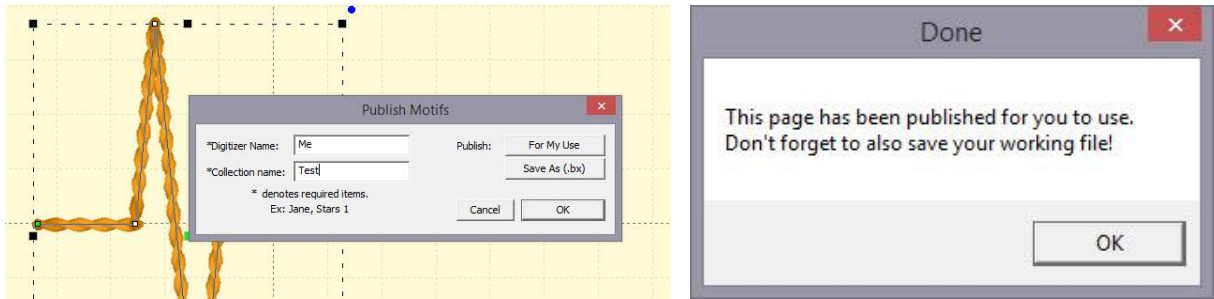 Publish Motifs
*Digitizer Name: Me Publish: For My Use
*Collection name: Test Save As (.bx)
* denotes required items.
Ex: Jane, Stars 1
Cancel OK
Done
This page has been published for you to use.
Don't forget to also save your working file!
OK